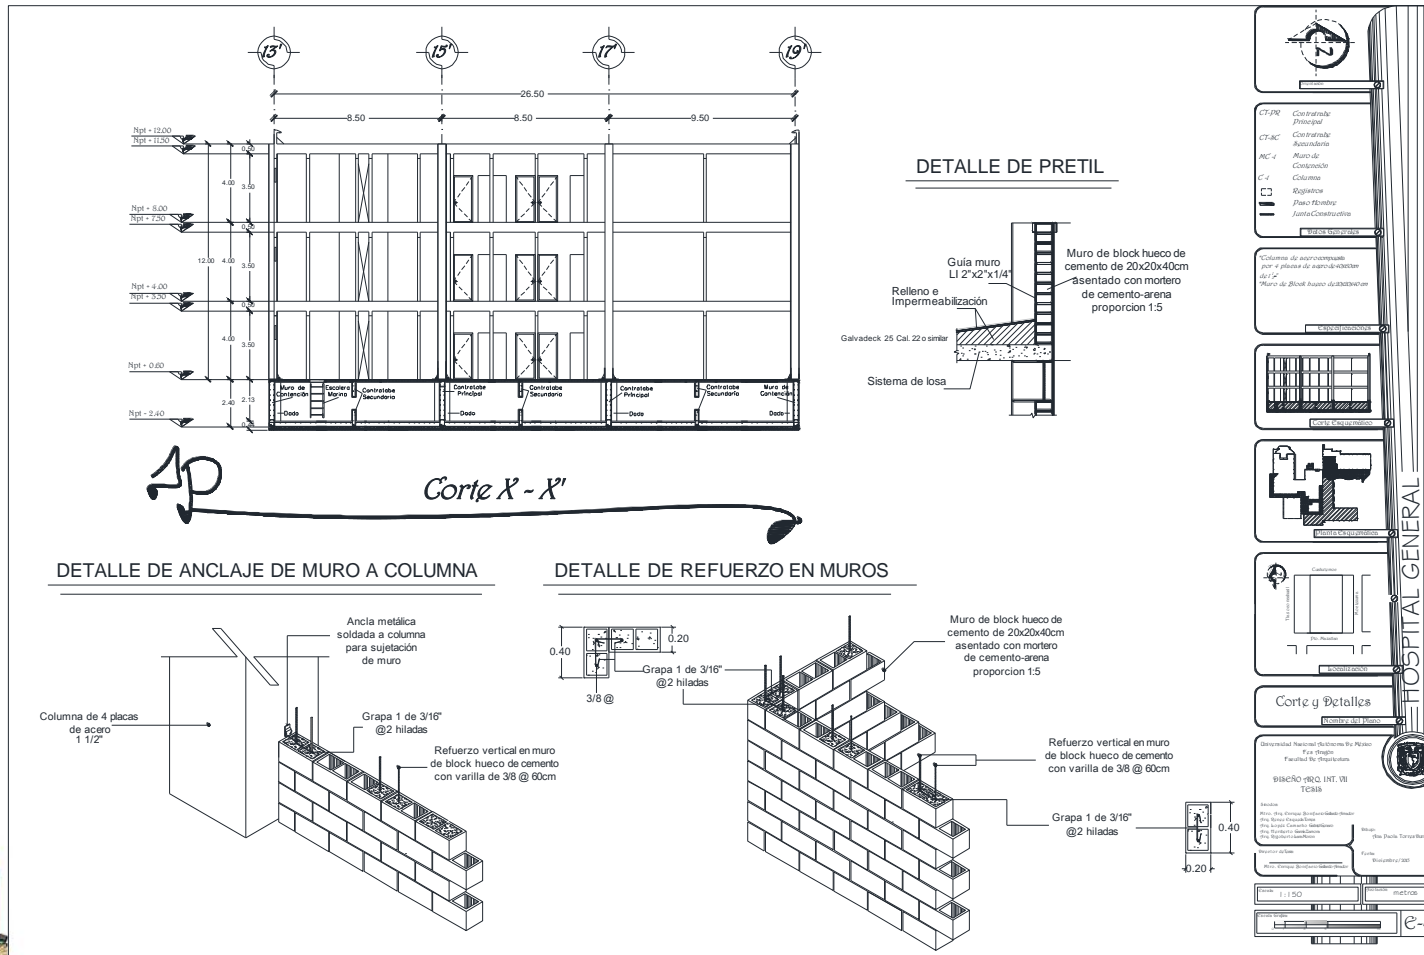 13'
15'
17'
19'
26.50
8.50
8.50
9.50
Npt + 12.00
Npt + 11.50
Npt + 8.00
Npt + 7.50
Npt + 4.00
Npt + 3.50
Npt + 0.60
Npt - 2.40
12.00
4.00
3.50
4.00
3.50
4.00
3.50
2.40
2.13
Muro de
Contención
Escalera
Marina
Contratabe
Secundaria
Dado
Contratabe
Principal
Dado
Contratabe
Secundaria
Contratabe
Principal
Dado
Contratabe
Secundaria
Muro de
Contención
Dado
Corte X - X'
DETALLE DE PRETIL
Guía muro
LI 2"x2"x1/4"
Relleno e
Impermeabilización
Galvadeck 25 Cal. 22 o similar
Sistema de losa
Muro de block hueco de
cemento de 20x20x40cm
asentado con mortero
de cemento-arena
proporcion 1:5
DETALLE DE ANCLAJE DE MURO A COLUMNA
Ancla metálica
soldada a columna
para sujetación
de muro
Columna de 4 placas
de acero
1 1/2"
Grapa 1 de 3/16"
@2 hiladas
Refuerzo vertical en muro
de block hueco de cemento
con varilla de 3/8 @ 60cm
DETALLE DE REFUERZO EN MUROS
0.40
0.20
3/8 @
Grapa 1 de 3/16"
@2 hiladas
Muro de block hueco de
cemento de 20x20x40cm
asentado con mortero
de cemento-arena
proporcion 1:5
Refuerzo vertical en muro
de block hueco de cemento
con varilla de 3/8 @ 60cm
Grapa 1 de 3/16"
@2 hiladas
0.40
0.20
CT-PR Contratrabe
Principal
CT-SC Contratrabe
Secundaria
MC-1 Muro de
Contención
C-1 Columna
Registros
Paso Hombre
Junta Constructiva
Datos Generales
Especificaciones
Corte Esquemático
Planta Esquemática
Localización
Corte y Detalles
Nombre del Plano
Universidad Nacional Autónoma De México
Fes Aragón
Facultad De Arquitectura
DISEÑO ARQ. INT. VII
TESIS
1:150
metros
HOSPITAL GENERAL